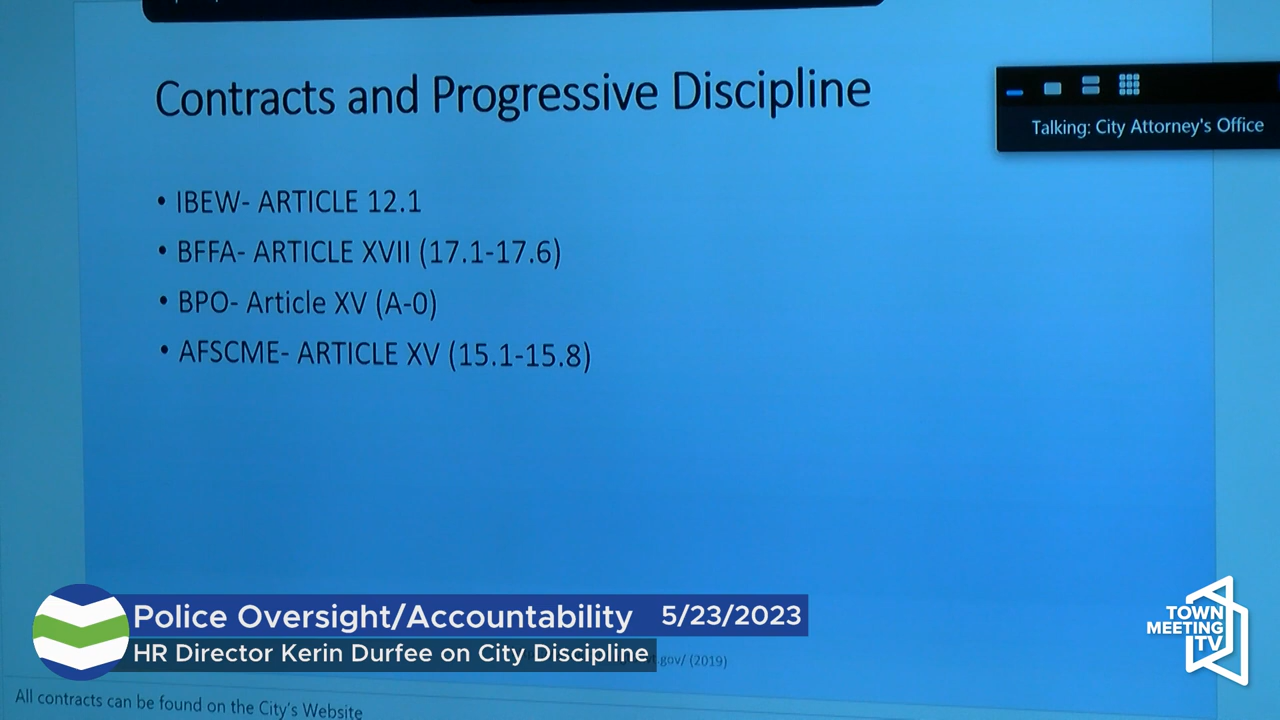 Contracts and Progressive Discipline
Talking: City Attorney's Office
• IBEW- ARTICLE 12.1
• BFFA- ARTICLE XVII (17.1-17.6)
• BPO- Article XV (A-0)
• AFSCME- ARTICLE XV (15.1-15.8)
Police Oversight/Accountability 5/23/2023
HR Director Kerin Durfee on City Discipline
.gov/ (2019)
TOWN
MEETING
TV
All contracts can be found on the City's Website